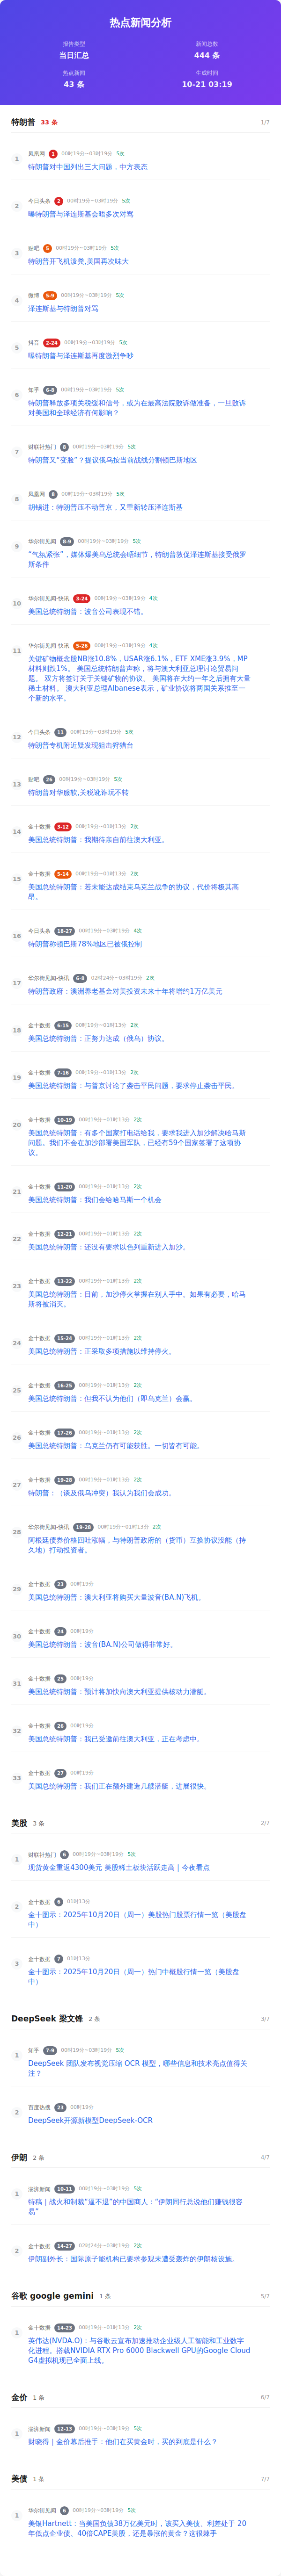 热点新闻分析
报告类型
当日汇总
新闻总数
444 条
热点新闻
43 条
生成时间
10-21 03:19
特朗普 33 条 1/7
1
凤凰网 1 00时19分~03时19分 5次
特朗普对中国列出三大问题，中方表态
2
今日头条 2 00时19分~03时19分 5次
曝特朗普与泽连斯基会晤多次对骂
3
贴吧 5 00时19分~03时19分 5次
特朗普开飞机泼粪,美国再次味大
4
微博 5-9 00时19分~03时19分 5次
泽连斯基与特朗普对骂
5
抖音 2-24 00时19分~03时19分 5次
曝特朗普与泽连斯基再度激烈争吵
6
知乎 6-8 00时19分~03时19分 5次
特朗普释放多项关税缓和信号，或为在最高法院败诉做准备，一旦败诉
对美国和全球经济有何影响？
7
财联社热门 8 00时19分~03时19分 5次
特朗普又“变脸”？提议俄乌按当前战线分割顿巴斯地区
8
凤凰网 8 00时19分~03时19分 5次
胡锡进：特朗普压不动普京，又重新转压泽连斯基
9
华尔街见闻 8-9 00时19分~03时19分 5次
“气氛紧张”，媒体爆美乌总统会晤细节，特朗普敦促泽连斯基接受俄罗
斯条件
10
华尔街见闻-快讯 3-24 00时19分~03时19分 4次
美国总统特朗普：波音公司表现不错。
11
华尔街见闻-快讯 5-26 00时19分~03时19分 4次
关键矿物概念股NB涨10.8%，USAR涨6.1%，ETF XME涨3.9%，MP
材料则跌1%。 美国总统特朗普声称，将与澳大利亚总理讨论贸易问
题。 双方将签订关于关键矿物的协议。 美国将在大约一年之后拥有大量
稀土材料。 澳大利亚总理Albanese表示，矿业协议将两国关系推至一
个新的水平。
12
今日头条 11 00时19分~03时19分 5次
特朗普专机附近疑发现狙击狩猎台
13
贴吧 26 00时19分~03时19分 5次
特朗普对华服软,关税讹诈玩不转
14
金十数据 3-12 00时19分~01时13分 2次
美国总统特朗普：我期待亲自前往澳大利亚。
15
金十数据 5-14 00时19分~01时13分 2次
美国总统特朗普：若未能达成结束乌克兰战争的协议，代价将极其高
昂。
16
今日头条 18-27 00时19分~03时19分 4次
特朗普称顿巴斯78%地区已被俄控制
17
华尔街见闻-快讯 6-8 02时24分~03时19分 2次
特朗普政府：澳洲养老基金对美投资未来十年将增约1万亿美元
18
金十数据 6-15 00时19分~01时13分 2次
美国总统特朗普：正努力达成（俄乌）协议。
19
金十数据 7-16 00时19分~01时13分 2次
美国总统特朗普：与普京讨论了袭击平民问题，要求停止袭击平民。
20
金十数据 10-19 00时19分~01时13分 2次
美国总统特朗普：有多个国家打电话给我，要求我进入加沙解决哈马斯
问题。我们不会在加沙部署美国军队，已经有59个国家签署了这项协
议。
21
金十数据 11-20 00时19分~01时13分 2次
美国总统特朗普：我们会给哈马斯一个机会
22
金十数据 12-21 00时19分~01时13分 2次
美国总统特朗普：还没有要求以色列重新进入加沙。
23
金十数据 13-22 00时19分~01时13分 2次
美国总统特朗普：目前，加沙停火掌握在别人手中。如果有必要，哈马
斯将被消灭。
24
金十数据 15-24 00时19分~01时13分 2次
美国总统特朗普：正采取多项措施以维持停火。
25
金十数据 16-25 00时19分~01时13分 2次
美国总统特朗普：但我不认为他们（即乌克兰）会赢。
26
金十数据 17-26 00时19分~01时13分 2次
美国总统特朗普：乌克兰仍有可能获胜。一切皆有可能。
27
金十数据 19-28 00时19分~01时13分 2次
特朗普：（谈及俄乌冲突）我认为我们会成功。
28
华尔街见闻-快讯 19-28 00时19分~01时13分 2次
阿根廷债券价格回吐涨幅，与特朗普政府的（货币）互换协议没能（持
久地）打动投资者。
29
金十数据 23 00时19分
美国总统特朗普：澳大利亚将购买大量波音(BA.N)飞机。
30
金十数据 24 00时19分
美国总统特朗普：波音(BA.N)公司做得非常好。
31
金十数据 25 00时19分
美国总统特朗普：预计将加快向澳大利亚提供核动力潜艇。
32
金十数据 26 00时19分
美国总统特朗普：我已受邀前往澳大利亚，正在考虑中。
33
金十数据 27 00时19分
美国总统特朗普：我们正在额外建造几艘潜艇，进展很快。
美股 3 条 2/7
1
财联社热门 6 00时19分~03时19分 5次
现货黄金重返4300美元 美股稀土板块活跃走高 | 今夜看点
2
金十数据 6 01时13分
金十图示：2025年10月20日（周一）美股热门股票行情一览（美股盘
中）
3
金十数据 7 01时13分
金十图示：2025年10月20日（周一）热门中概股行情一览（美股盘
中）
DeepSeek 梁文锋 2 条 3/7
1
知乎 7-9 00时19分~03时19分 5次
DeepSeek 团队发布视觉压缩 OCR 模型，哪些信息和技术亮点值得关
注？
2
百度热搜 23 00时19分
DeepSeek开源新模型DeepSeek-OCR
伊朗 2 条 4/7
1
澎湃新闻 10-11 00时19分~03时19分 5次
特稿｜战火和制裁“逼不退”的中国商人：“伊朗同行总说他们赚钱很容
易”
2
金十数据 14-27 02时24分~03时19分 2次
伊朗副外长：国际原子能机构已要求参观未遭受轰炸的伊朗核设施。
谷歌 google gemini 1 条 5/7
1
金十数据 14-23 00时19分~01时13分 2次
英伟达(NVDA.O)：与谷歌云宣布加速推动企业级人工智能和工业数字
化进程。搭载NVIDIA RTX Pro 6000 Blackwell GPU的Google Cloud
G4虚拟机现已全面上线。
金价 1 条 6/7
1
澎湃新闻 12-13 00时19分~03时19分 5次
财晓得｜金价幕后推手：他们在买黄金时，买的到底是什么？
美债 1 条 7/7
1
华尔街见闻 6 00时19分~03时19分 5次
美银Hartnett：当美国负债38万亿美元时，该买入美债、利差处于 20
年低点企业债、40倍CAPE美股，还是暴涨的黄金？这很棘手